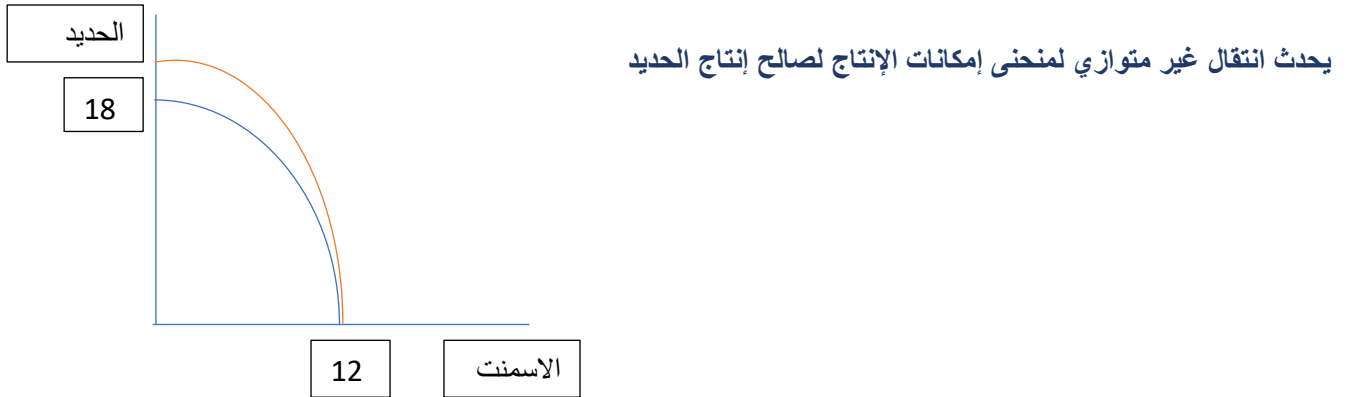 الحديد
يحدث انتقال غير متوازي لمنحنى إمكانات الإنتاج لصالح إنتاج الحديد
18
12
الاسمنت